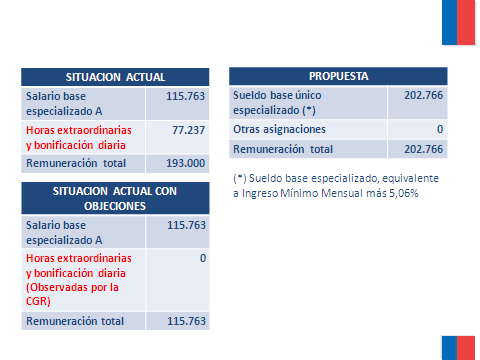 SITUACION ACTUAL
Salario base especializado A 115.763
Horas extraordinarias y bonificación diaria 77.237
Remuneración total 193.000
SITUACION ACTUAL CON OBJECIONES
Salario base especializado A 115.763
Horas extraordinarias y bonificación diaria (Observadas por la CGR) 0
Remuneración total 115.763
PROPUESTA
Sueldo base único especializado (*) 202.766
Otras asignaciones 0
Remuneración total 202.766
(*) Sueldo base especializado, equivalente
a Ingreso Mínimo Mensual más 5,06%